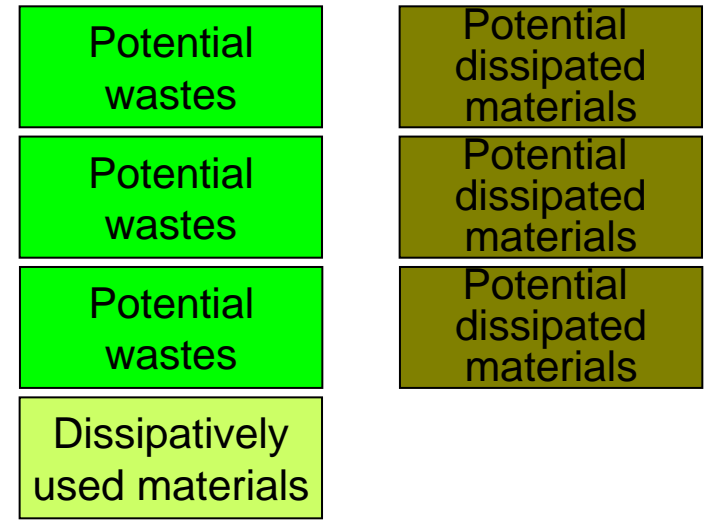 Potential
wastes
Potential
dissipated
materials
Potential
wastes
Potential
dissipated
materials
Potential
wastes
Potential
dissipated
materials
Dissipatively
used materials